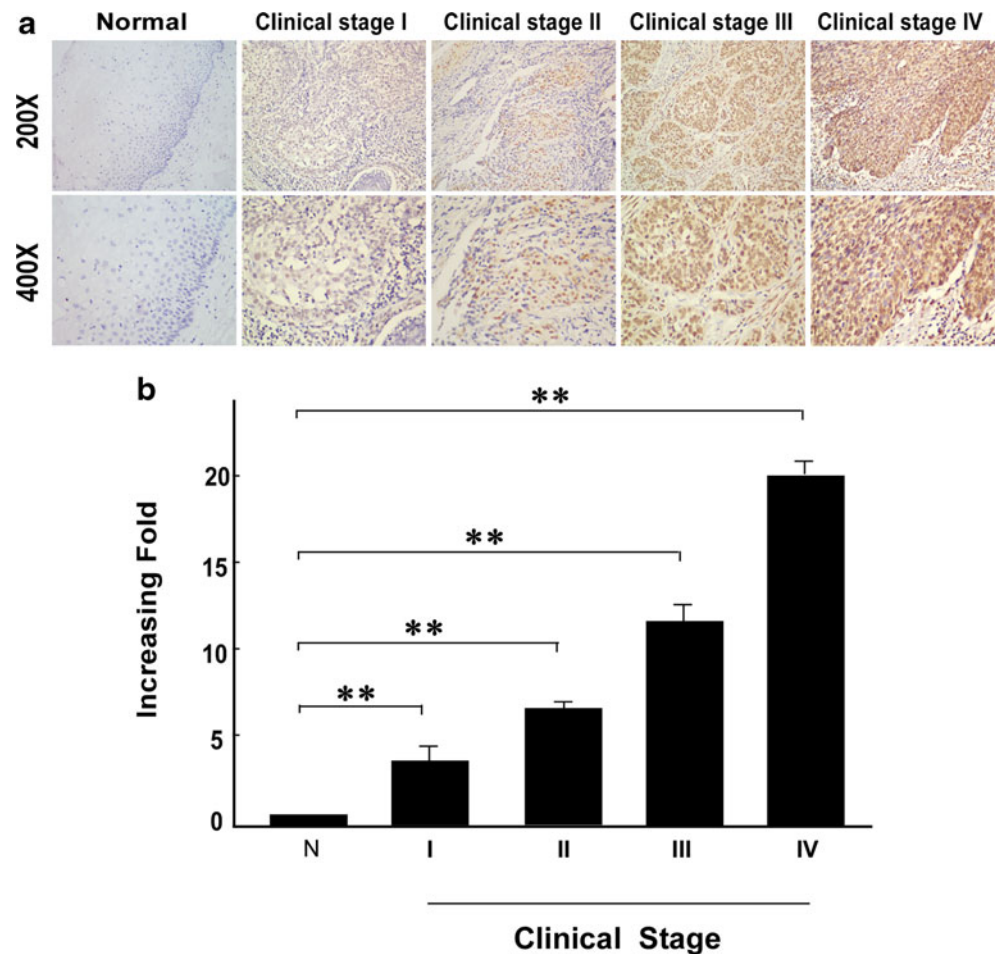 a
Normal Clinical stage I Clinical stage II Clinical stage III Clinical stage IV
200X
400X
b
**
**
**
**
Increasing Fold
20
15
10
5
0
N I II III IV
Clinical Stage